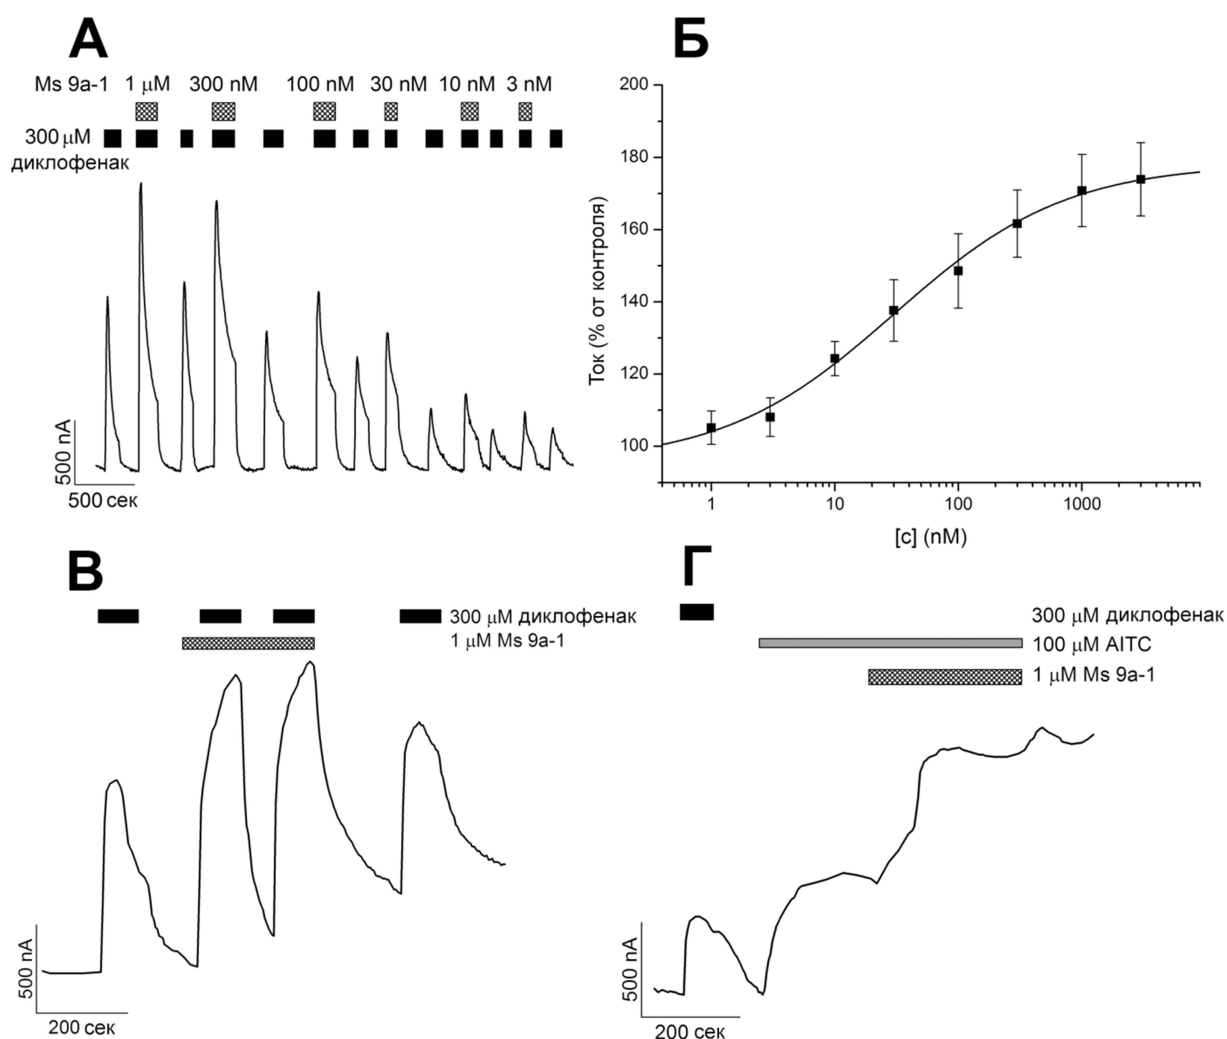 А
Ms 9a-1 1 μM 300 nM 100 nM 30 nM 10 nM 3 nM
300 μM
диклофенак
500 nA
500 сек
Б
Ток (% от контроля)
200
180
160
140
120
100
1 10 100 1000
[c] (nM)
В
300 μM диклофенак
1 μM Ms 9a-1
500 nA
200 сек
Г
300 μM диклофенак
100 μM AITC
1 μM Ms 9a-1
500 nA
200 сек